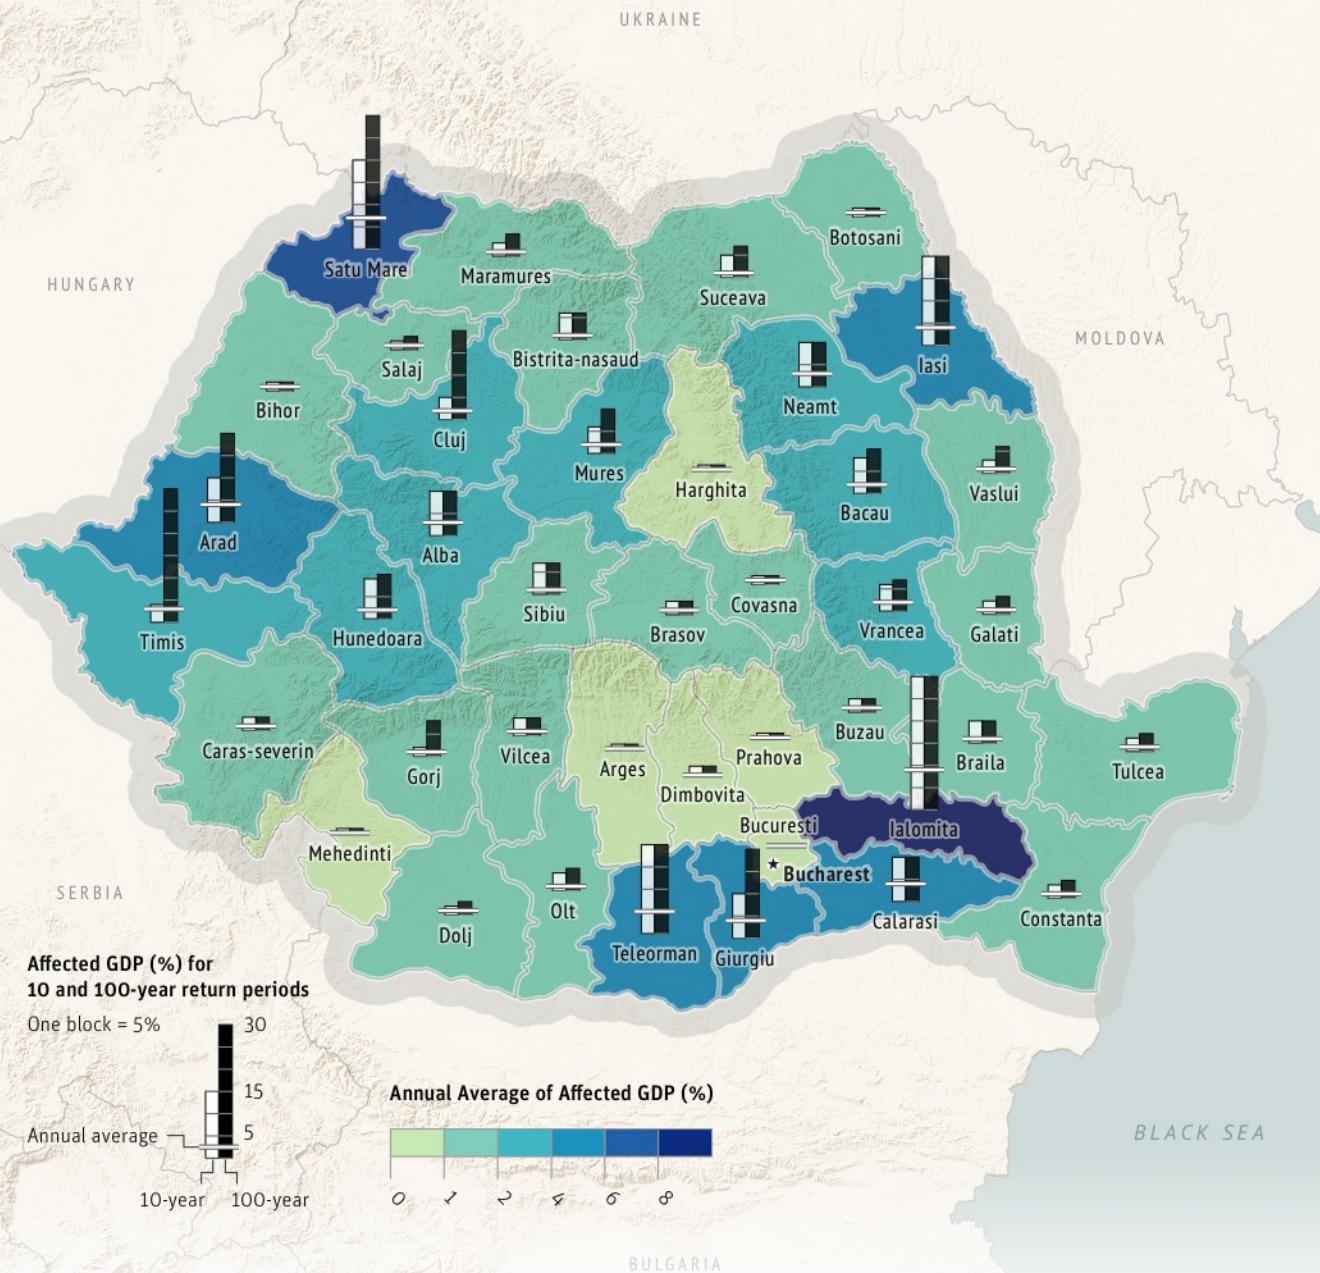 UKRAINE
HUNGARY
MOLDOVA
Botosani
Satu Mare
Maramures
Suceava
Iasi
Salaj
Bistrita-nasaud
Bihor
Cluj
Neamt
Mures
Harghita
Vaslui
Bacau
Arad
Alba
Timis
Hunedoara
Sibiu
Brasov
Covasna
Vrancea
Galati
Caras-severin
Gorj
Vilcea
Arges
Dimbovita
Prahova
Buzau
Braila
Tulcea
Bucuresti
Ialomita
Mehedinti
Bucharest
SERBIA
Dolj
Olt
Teleorman
Giurgiu
Calarasi
Constanta
Affected GDP (%) for
10 and 100-year return periods
One block = 5%
30
15
5
Annual average
10-year
100-year
Annual Average of Affected GDP (%)
0 1 2 4 6 8
BLACK SEA
BULGARIA